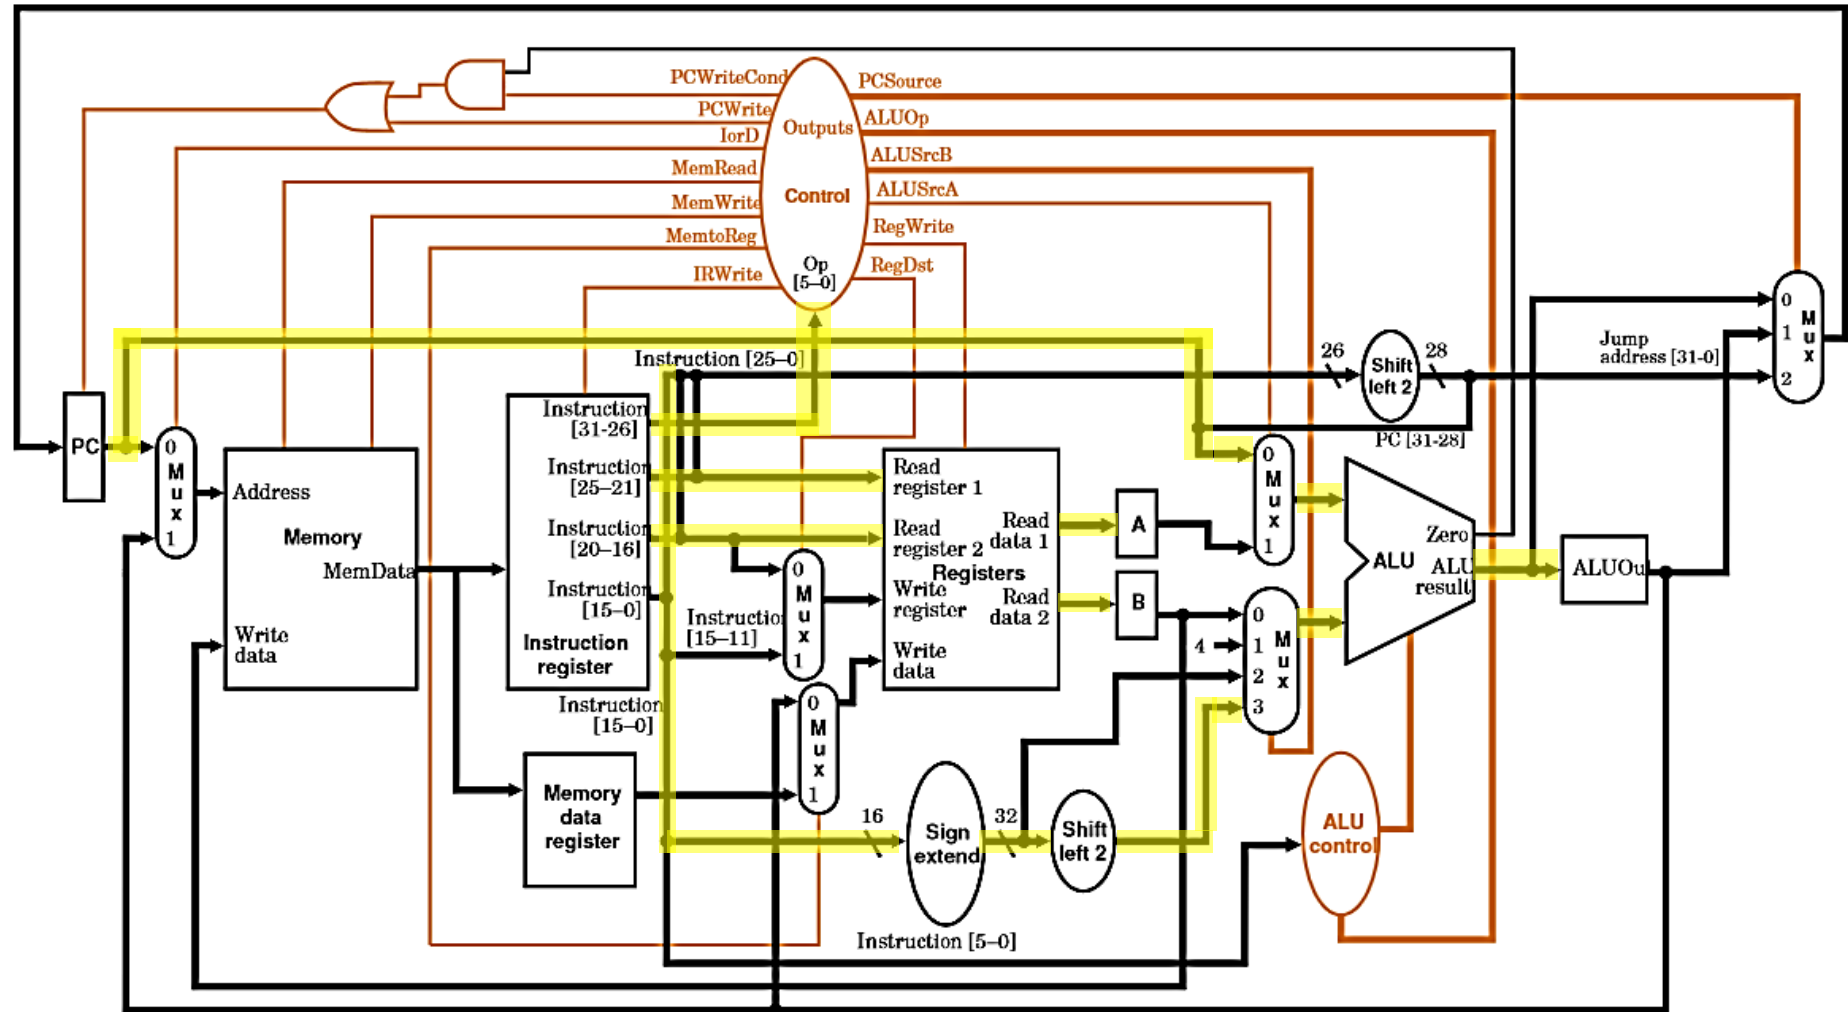 PCWriteCond
PCSource
PCWrite
ALUOp
Outputs
IorD
ALUSrcB
MemRead
ALUSrcA
Control
MemWrite
RegWrite
MemtoReg
RegDst
Op
[5–0]
IRWrite
Instruction [25–0]
26
Shift
left 2
28
Jump
address [31-0]
0
1
2
M
u
x
PC [31-28]
PC
0
M
u
x
1
Address
Memory
MemData
Write
data
Instruction
[31-26]
Instruction
[25–21]
Instruction
[20–16]
Instruction
[15–0]
Instruction
register
Instruction
[15–11]
Instruction
[15–0]
0
M
u
x
1
0
M
u
x
1
Read
register 1
Read
register 2
Registers
Write
register
Write
data
Read
data 1
Read
data 2
A
B
0
M
u
x
1
4
0
1
2
3
M
u
x
Zero
ALU
ALU
result
ALUOu
Memory
data
register
16
Sign
extend
32
Shift
left 2
ALU
control
Instruction [5–0]